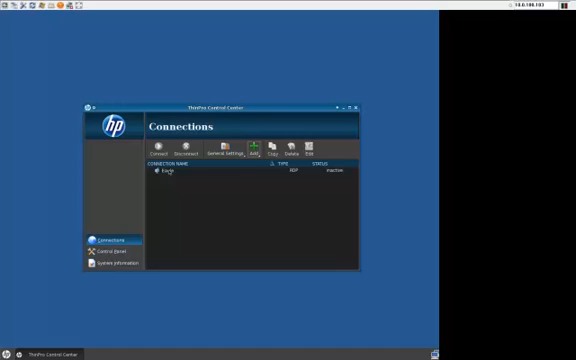 10.0.108.103
ThinPro Control Center
hp
Connections
Connect Disconnect General Settings Add Copy Delete Edit
CONNECTION NAME TYPE STATUS
RDP Inactive
Connections
Control Panel
System Information
ThinPro Control Center